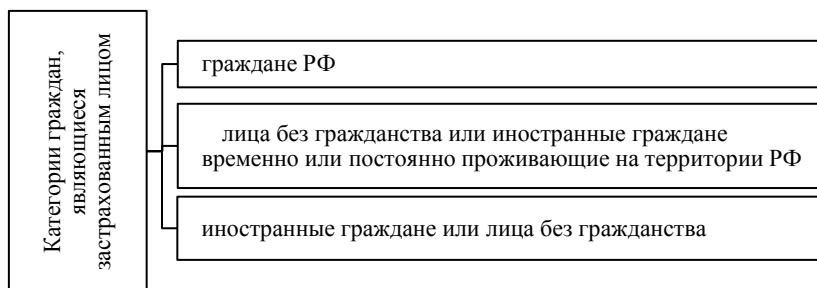 Категории граждан,
являющиеся
застрахованным лицом
граждане РФ
лица без гражданства или иностранные граждане
временно или постоянно проживающие на территории РФ
иностранные граждане или лица без гражданства